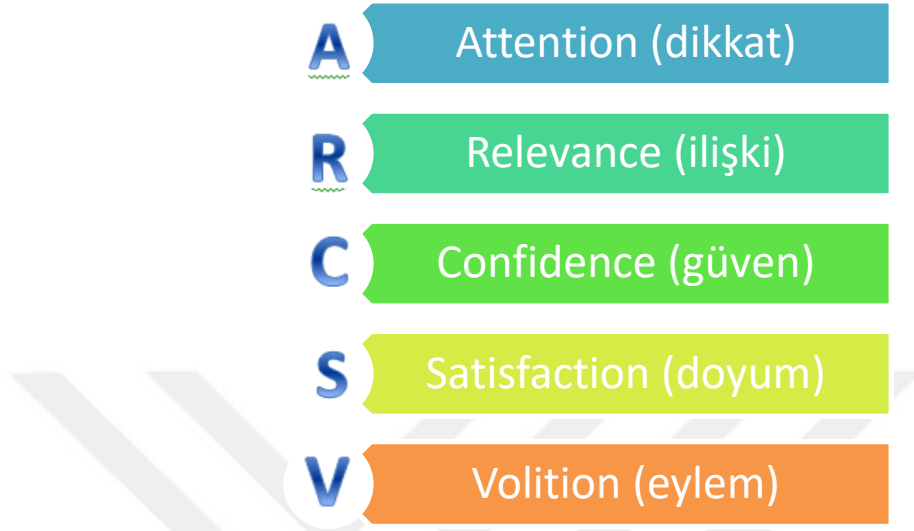 A Attention (dikkat)
R Relevance (ilişki)
C Confidence (güven)
S Satisfaction (doyum)
V Volition (eylem)